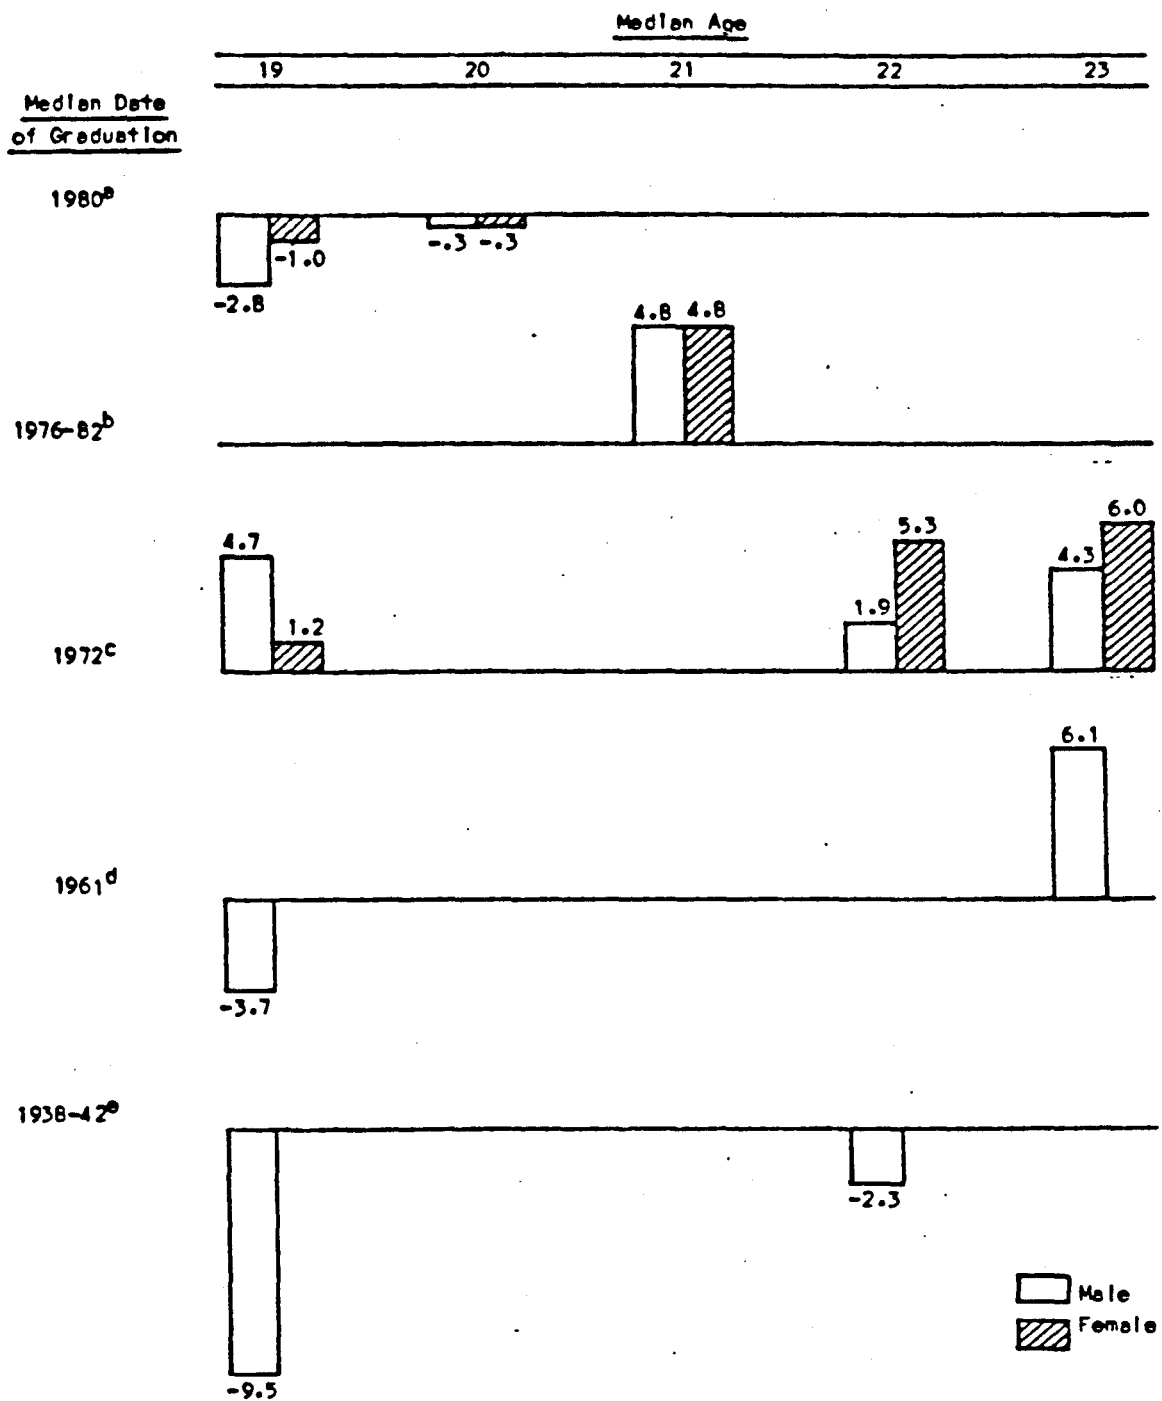 Median Age
19 20 21 22 23
Median Date
of Graduation
1980a
-1.0
-.3 -.3
-2.8
4.8 4.8
1976-82b
6.0
5.3
4.7
4.3
1.9
1.2
1972c
6.1
1961d
-3.7
1938-42e
-2.3
Male
Female
-9.5